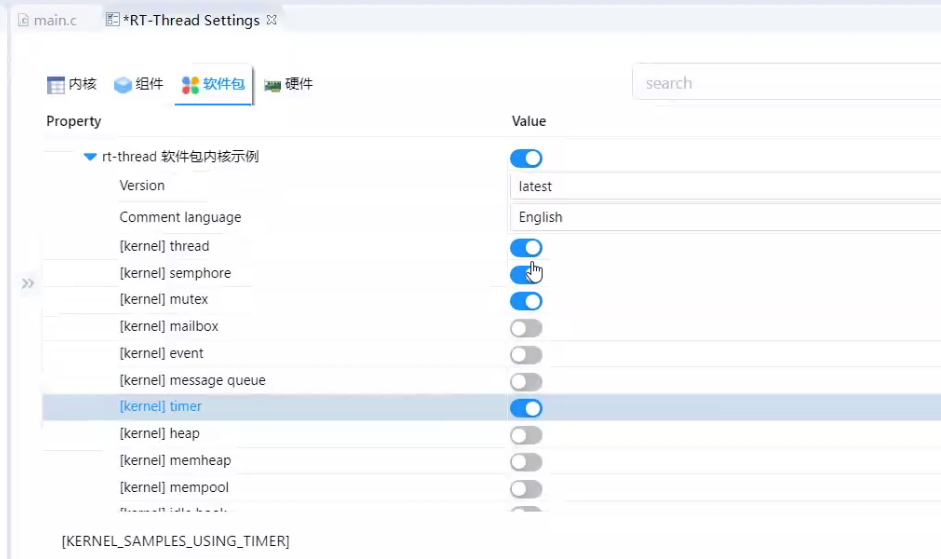 main.c *RT-Thread Settings
内核 组件 软件包 硬件 search
Property Value
rt-thread 软件包内核示例
Version latest
Comment language English
[kernel] thread
[kernel] semphore
[kernel] mutex
[kernel] mailbox
[kernel] event
[kernel] message queue
[kernel] timer
[kernel] heap
[kernel] memheap
[kernel] mempool
[KERNEL_SAMPLES_USING_TIMER]